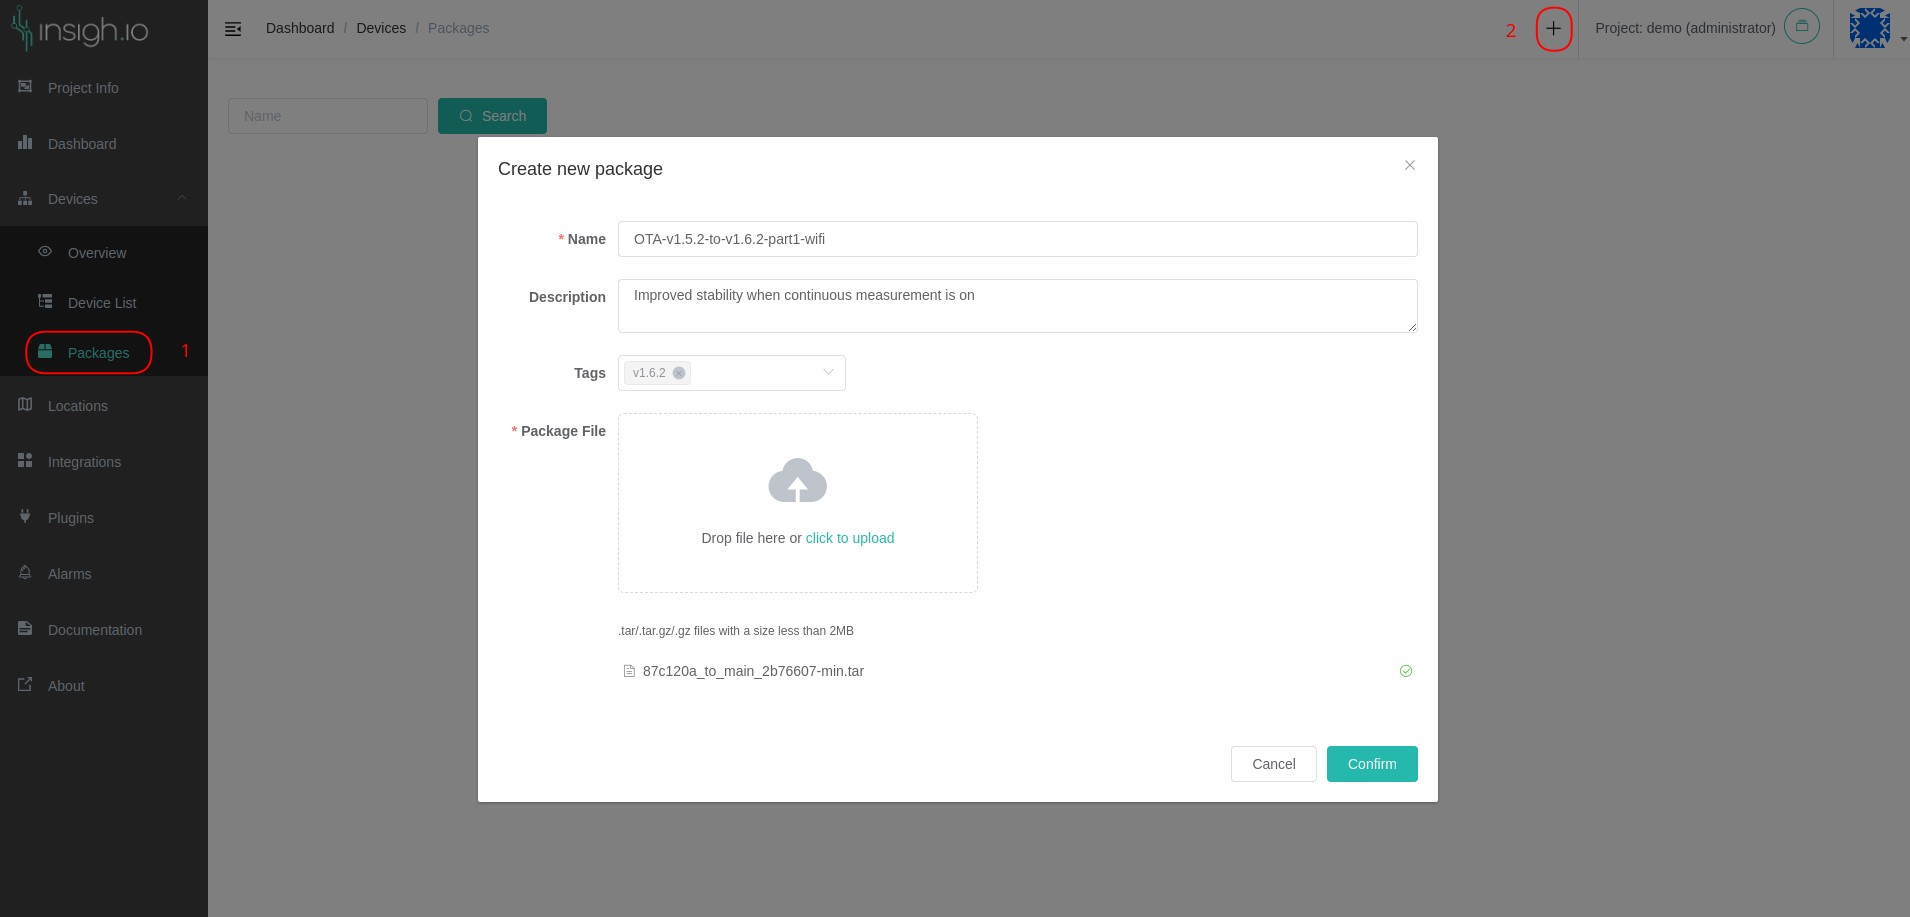 insigh.io
Dashboard / Devices / Packages
2
Project: demo (administrator)
Project Info
Dashboard
Devices
Overview
Device List
Packages
1
Locations
Integrations
Plugins
Alarms
Documentation
About
Name
Search
Create new package
* Name
OTA-v1.5.2-to-v1.6.2-part1-wifi
Description
Improved stability when continuous measurement is on
Tags
v1.6.2
* Package File
Drop file here or click to upload
.tar/.tar.gz/.gz files with a size less than 2MB
87c120a_to_main_2b76607-min.tar
Cancel
Confirm